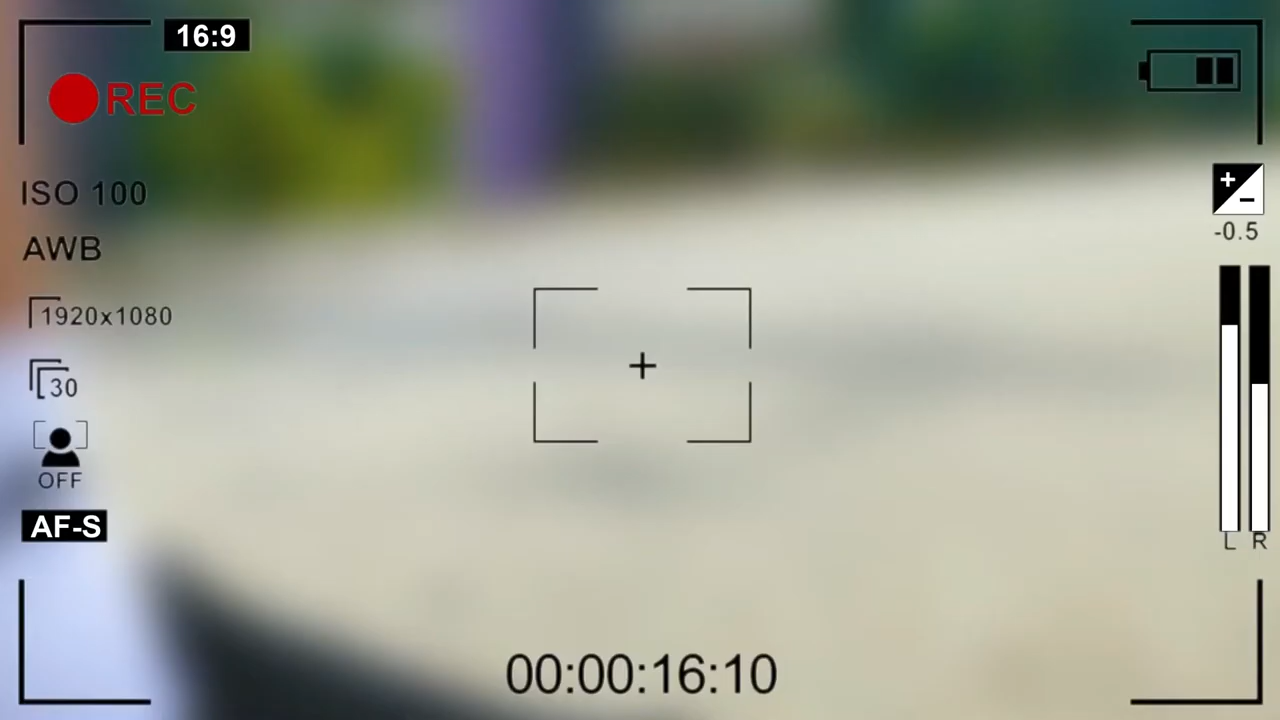 16:9
REC
ISO 100
AWB
-0.5
1920x1080
30
OFF
AF-S
L R
00:00:16:10